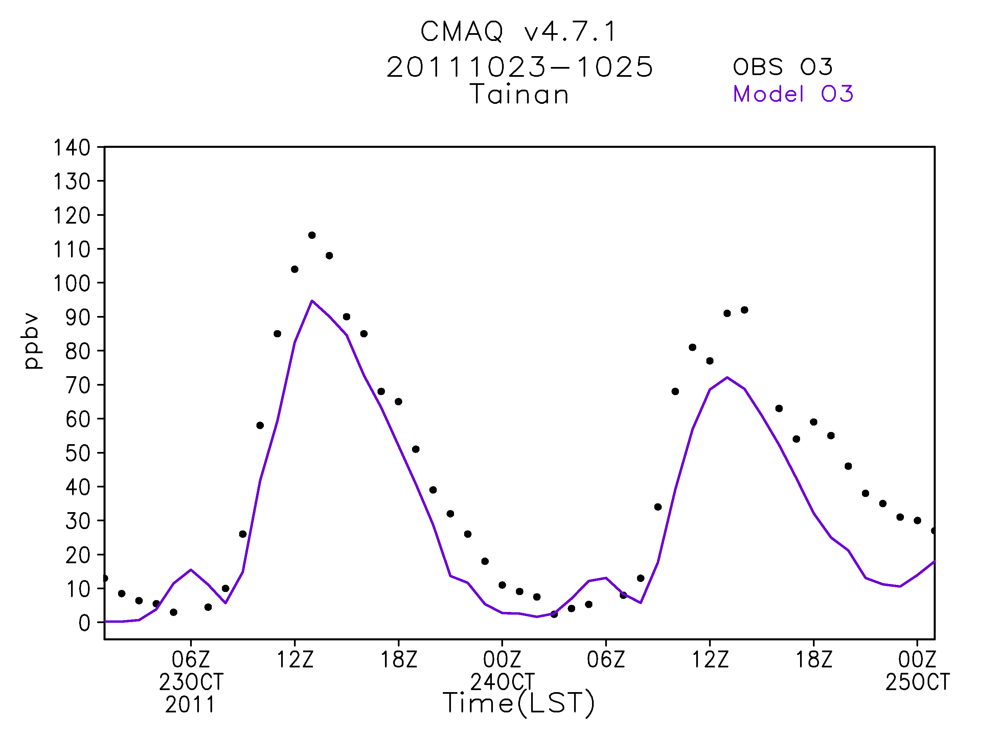 CMAQ v4.7.1
20111023-1025
Tainan
OBS O3
Model O3
ppbv
140
130
120
110
100
90
80
70
60
50
40
30
20
10
0
06Z 12Z 18Z 00Z 06Z 12Z 18Z 00Z
23OCT 24OCT 25OCT
2011
Time(LST)